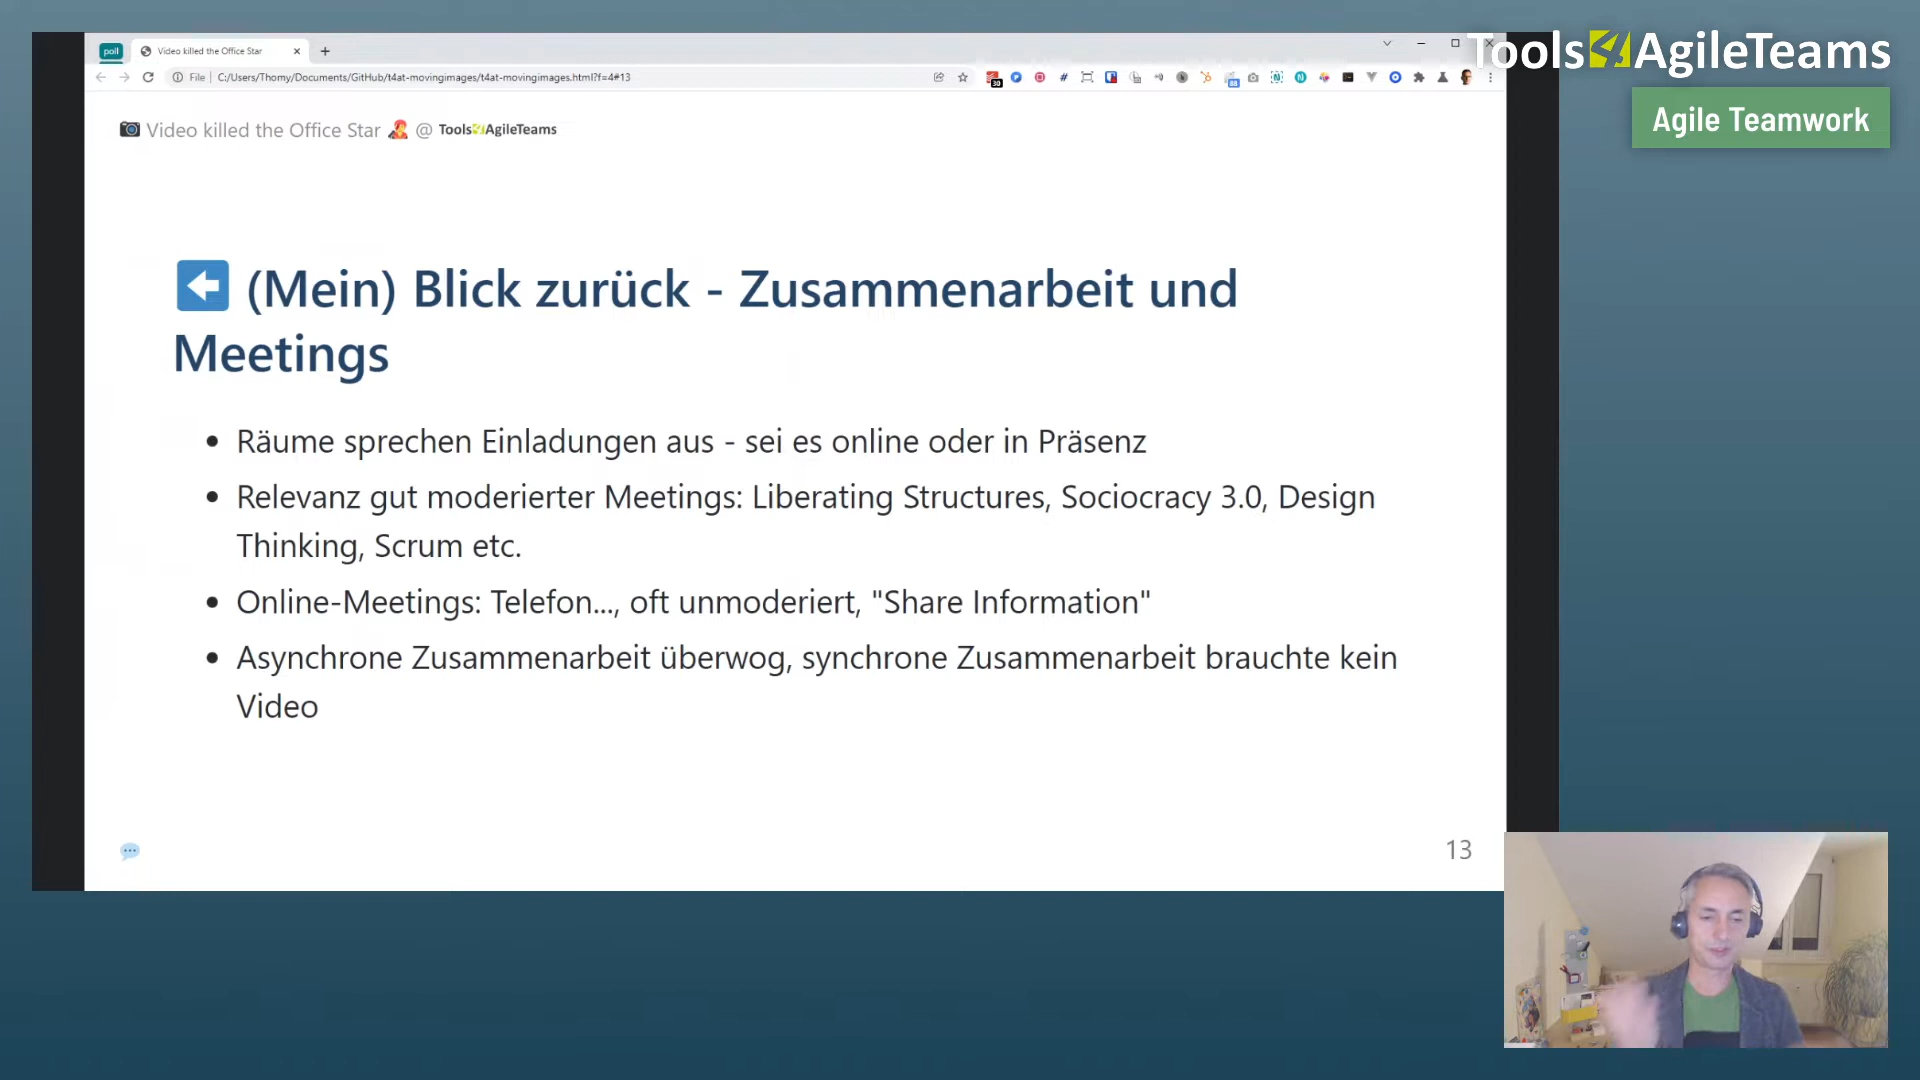 poll
Video killed the Office Star
File
C:/Users/Thomy/Documents/GitHub/t4at-movingimages/t4at-movingimages.html?f=4#13
Tools4AgileTeams
Agile Teamwork
Video killed the Office Star @ Tools4AgileTeams
(Mein) Blick zurück - Zusammenarbeit und
Meetings
• Räume sprechen Einladungen aus - sei es online oder in Präsenz
• Relevanz gut moderierter Meetings: Liberating Structures, Sociocracy 3.0, Design
Thinking, Scrum etc.
• Online-Meetings: Telefon..., oft unmoderiert, "Share Information"
• Asynchrone Zusammenarbeit überwog, synchrone Zusammenarbeit brauchte kein
Video
13